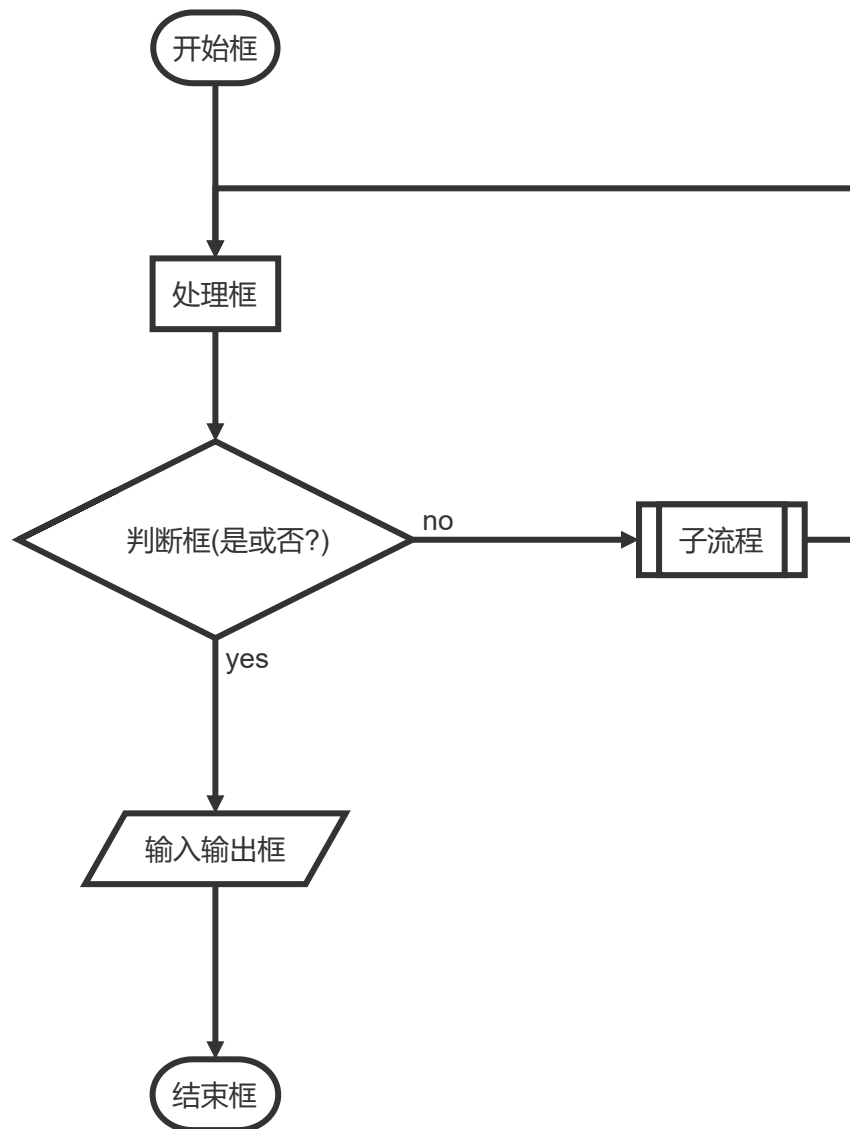 开始框
处理框
判断框(是或否?)
no
子流程
yes
输入输出框
结束框